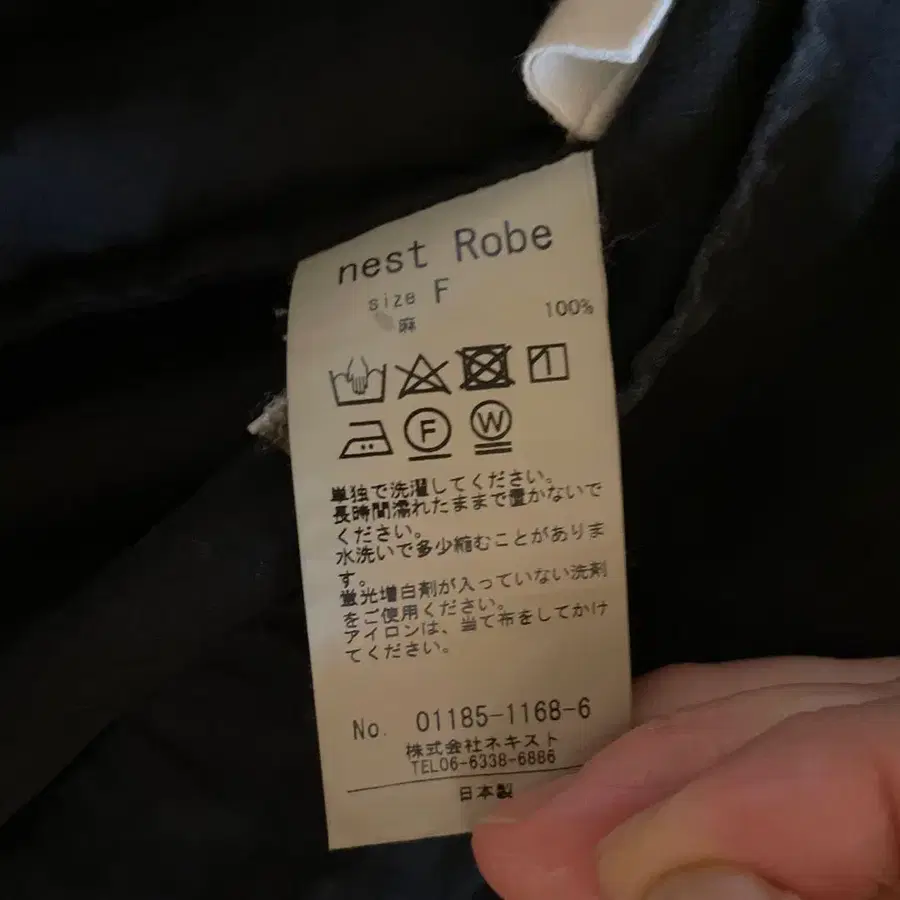 nest Robe
size F
麻 100%
F W
単独で洗濯してください。
長時間濡れたままで置かないで
ください。
水洗いで多少縮むことがありま
す。
蛍光増白剤が入っていない洗剤
をご使用ください。
アイロンは、当て布をしてかけ
てください。
No. 01185-1168-6
株式会社ネキスト
TEL06-6338-6886
日本製